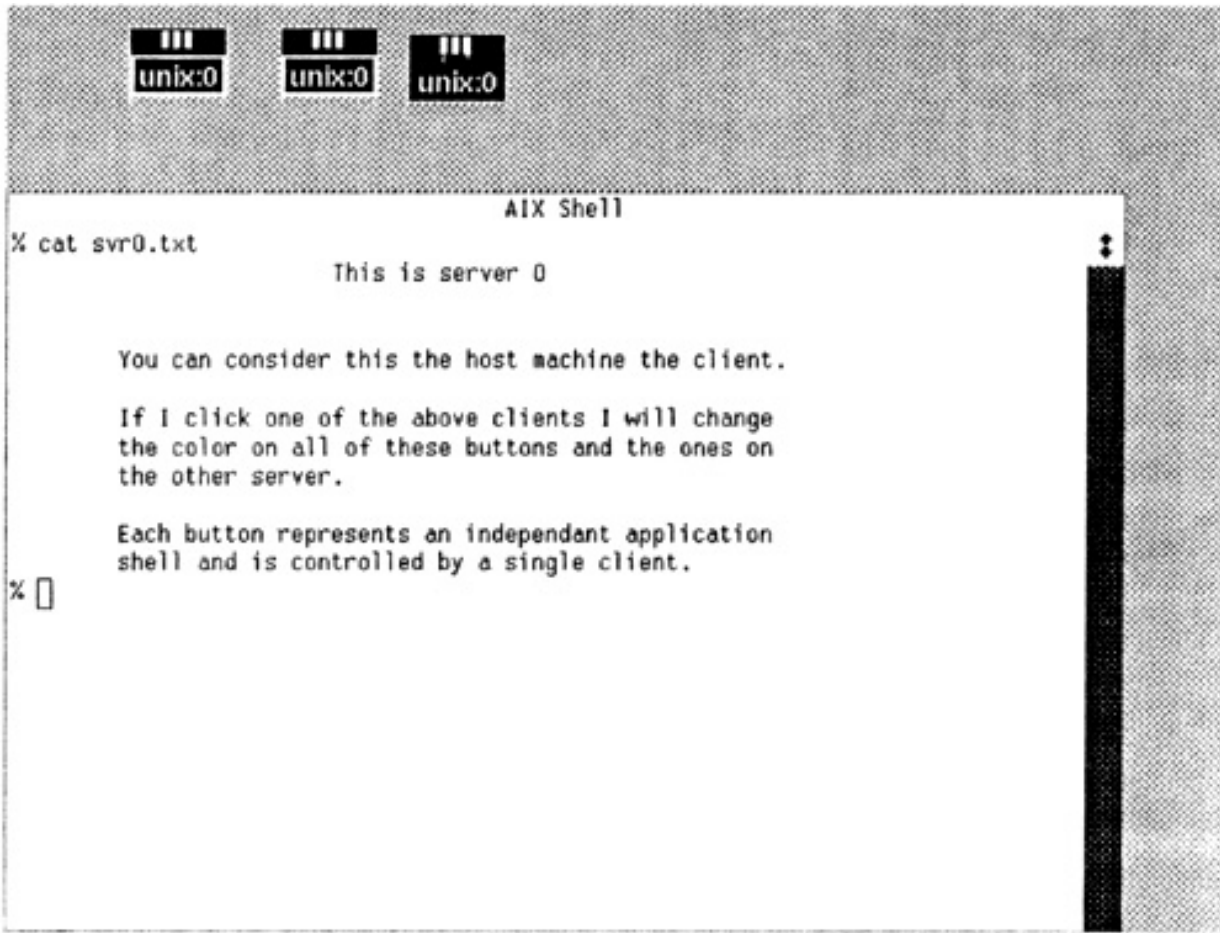 unix:0 unix:0 unix:0
AIX Shell
% cat svr0.txt
This is server 0
You can consider this the host machine the client.
If I click one of the above clients I will change
the color on all of these buttons and the ones on
the other server.
Each button represents an independant application
shell and is controlled by a single client.
%